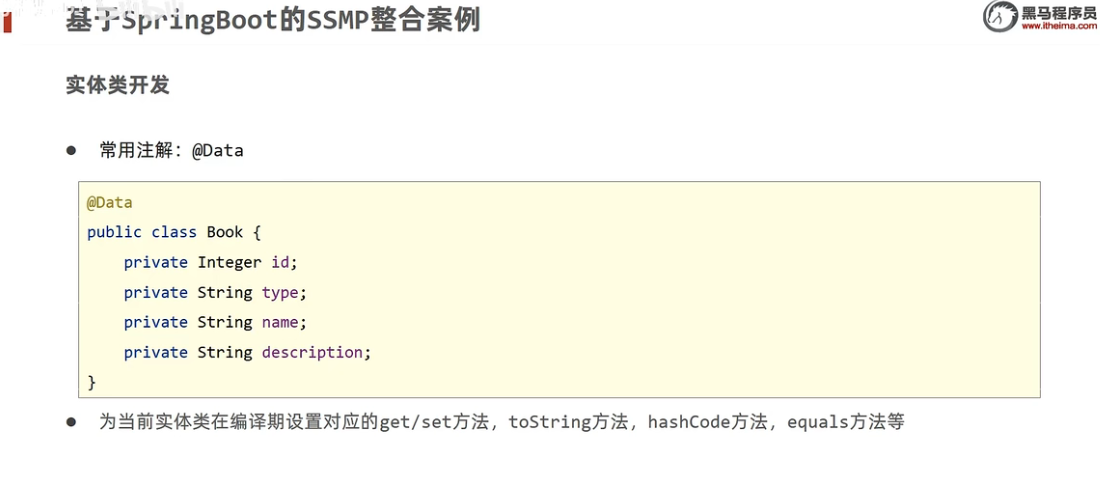 基于SpringBoot的SSMP整合案例
黑马程序员
www.itheima.com
实体类开发
● 常用注解：@Data
@Data
public class Book {
    private Integer id;
    private String type;
    private String name;
    private String description;
}
● 为当前实体类在编译期设置对应的get/set方法，toString方法，hashCode方法，equals方法等